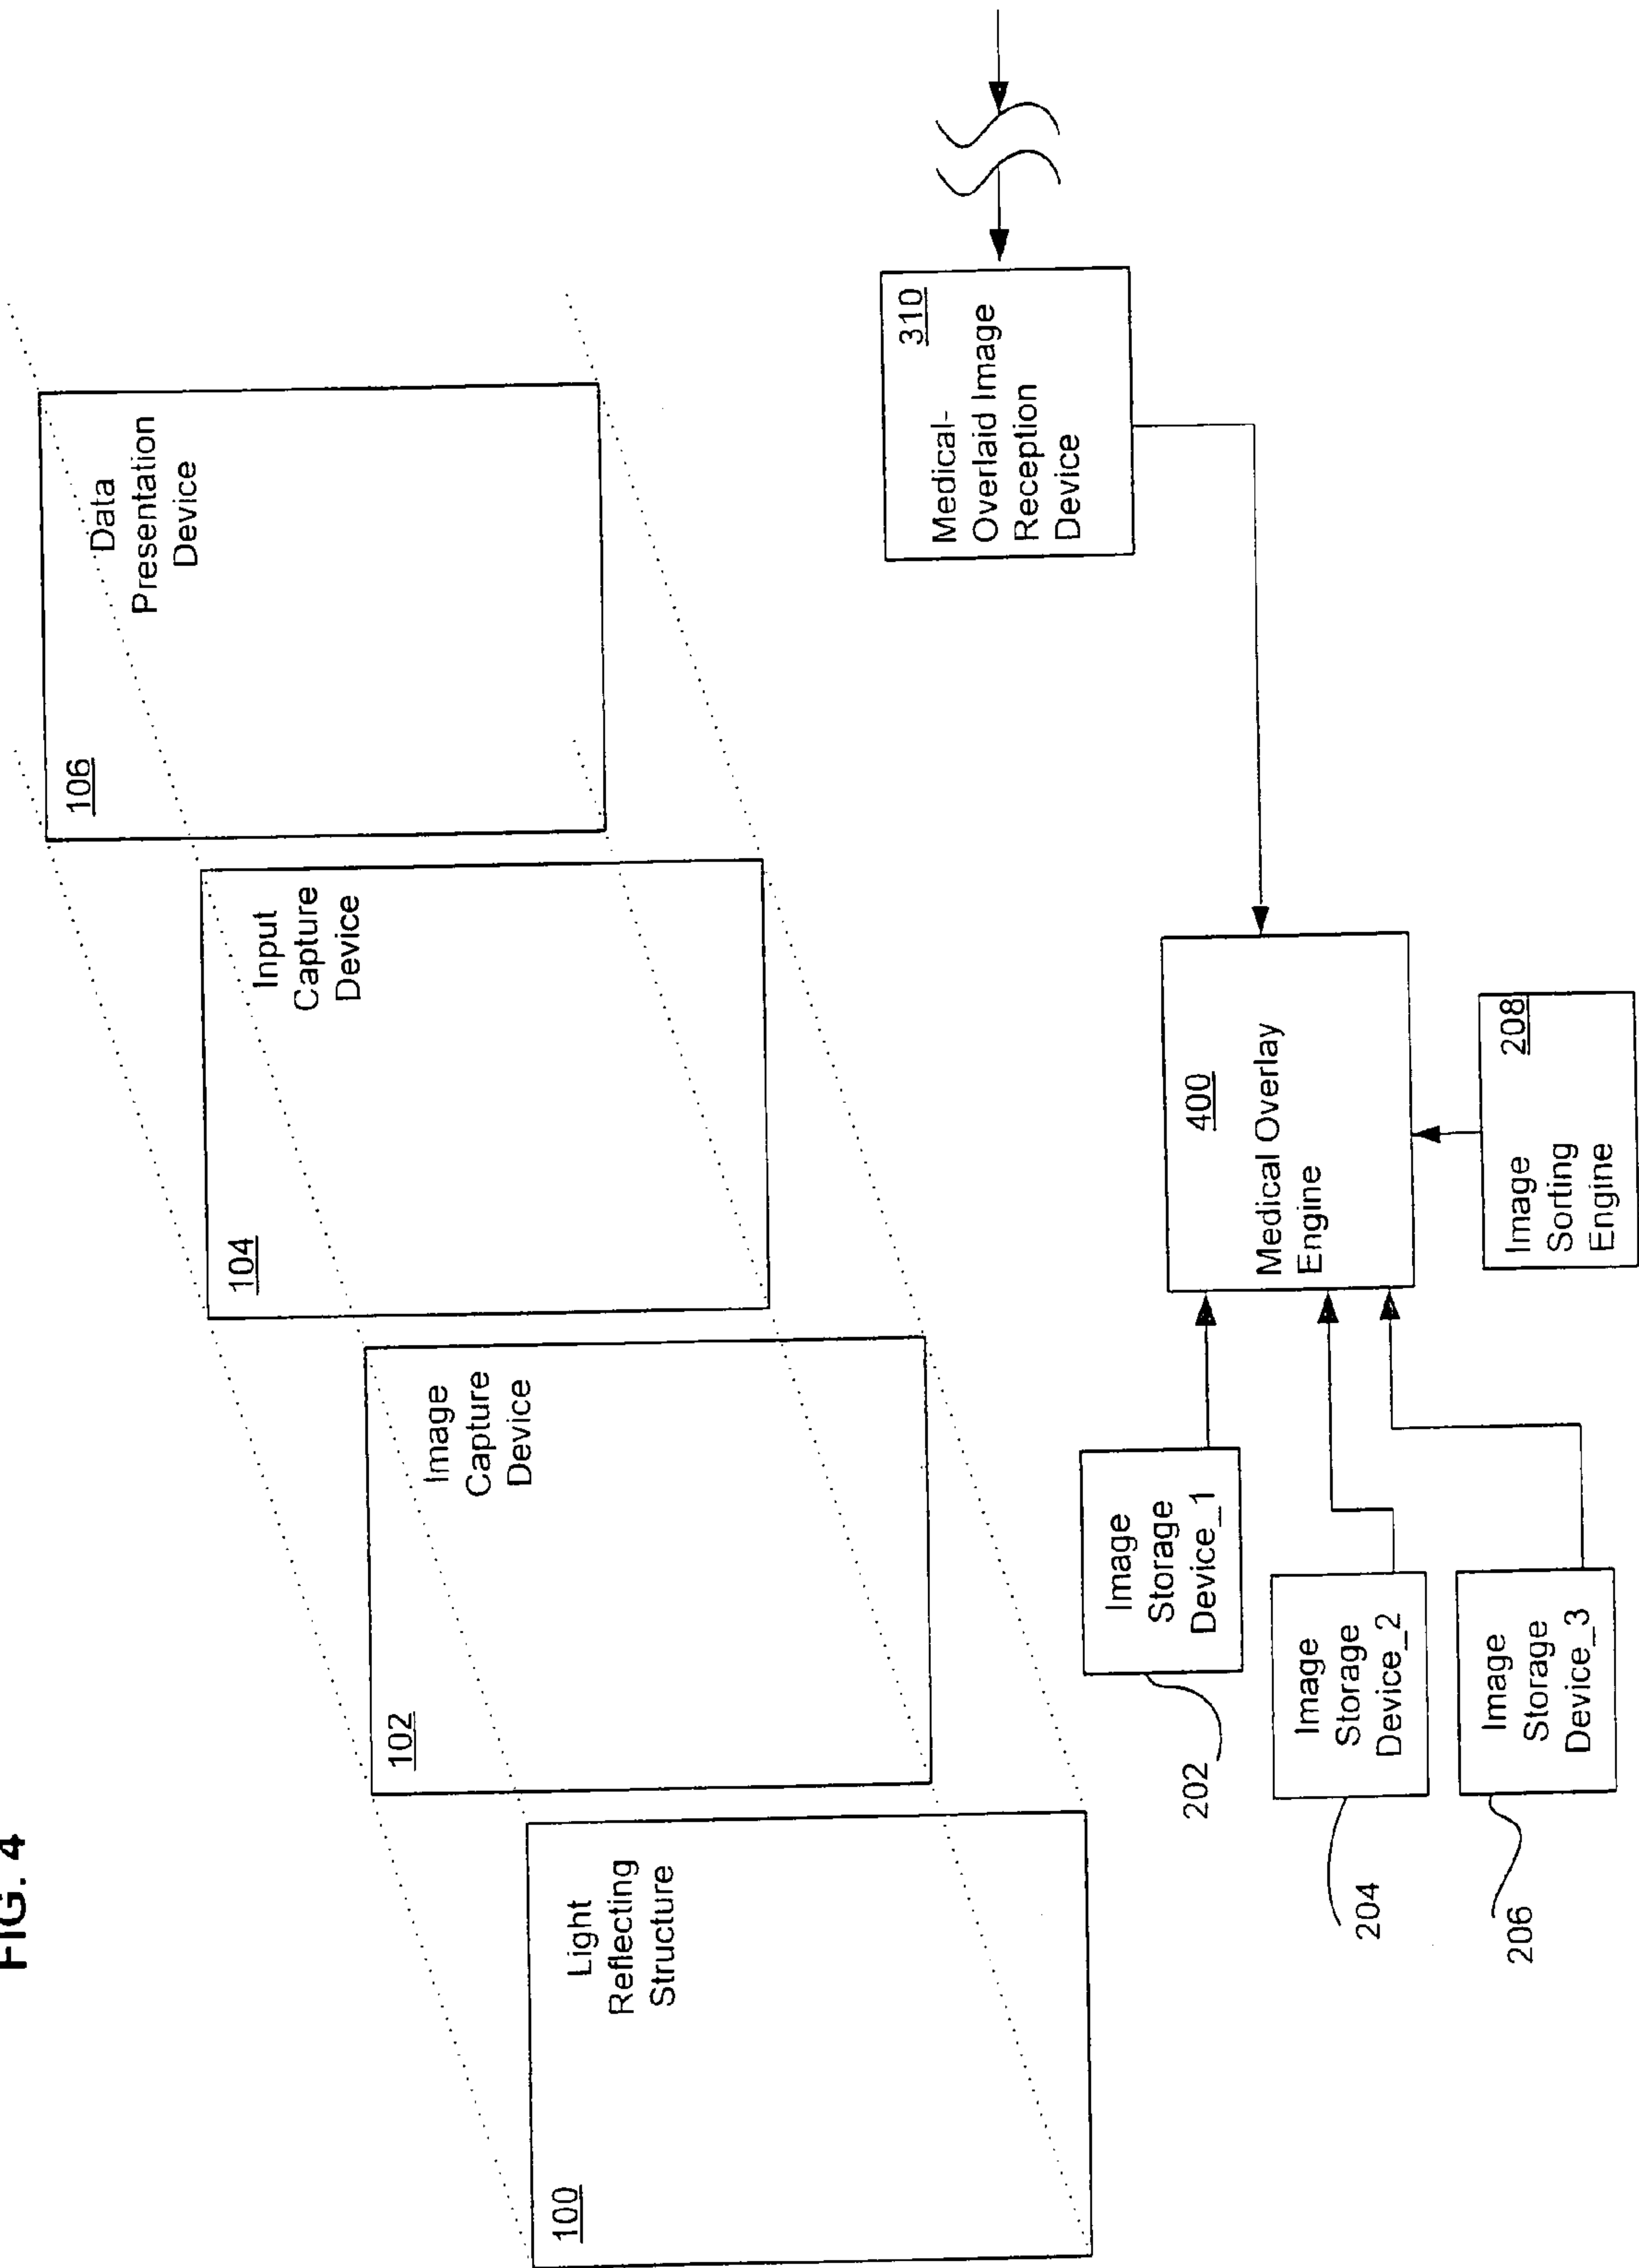 FIG. 4
100
Light
Reflecting
Structure
102
Image
Capture
Device
104
Input
Capture
Device
106
Data
Presentation
Device
202
Image
Storage
Device_1
204
Image
Storage
Device_2
206
Image
Storage
Device_3
400
Medical Overlay
Engine
Image
Sorting
Engine
208
310
Medical-
Overlaid Image
Reception
Device